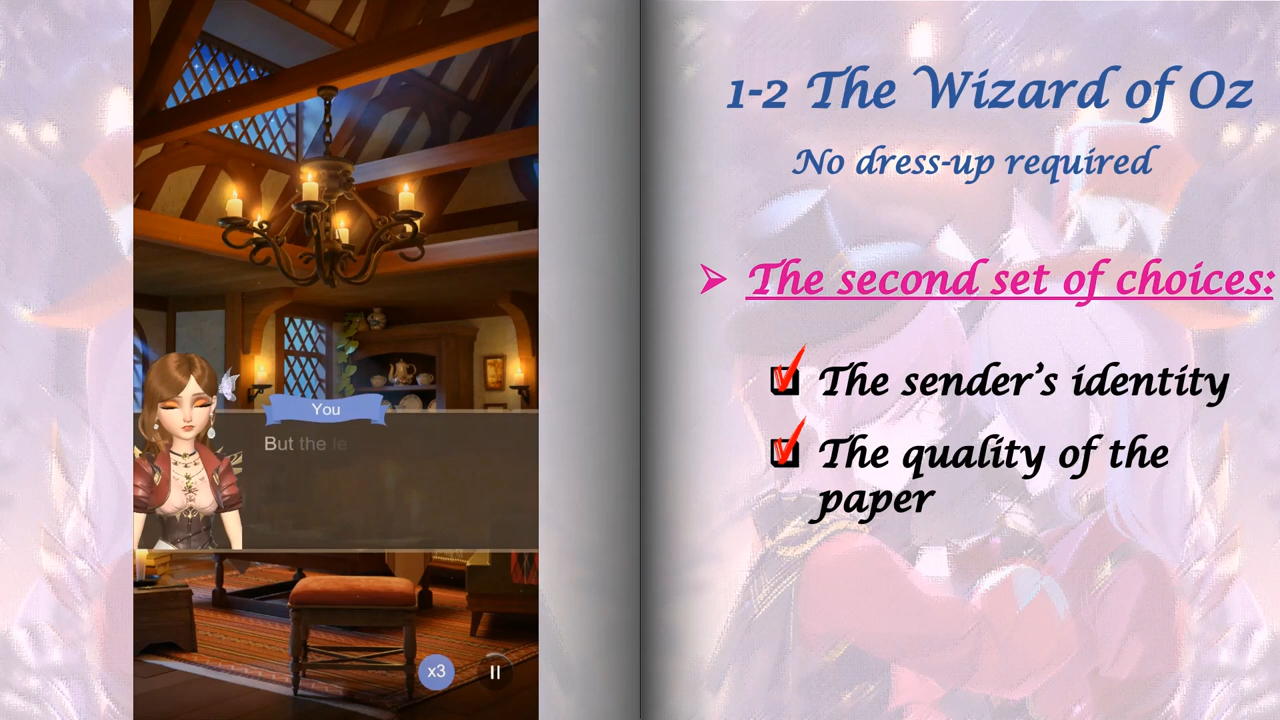 You
But the le
x3
1-2 The Wizard of Oz
No dress-up required
The second set of choices:
The sender's identity
The quality of the
paper